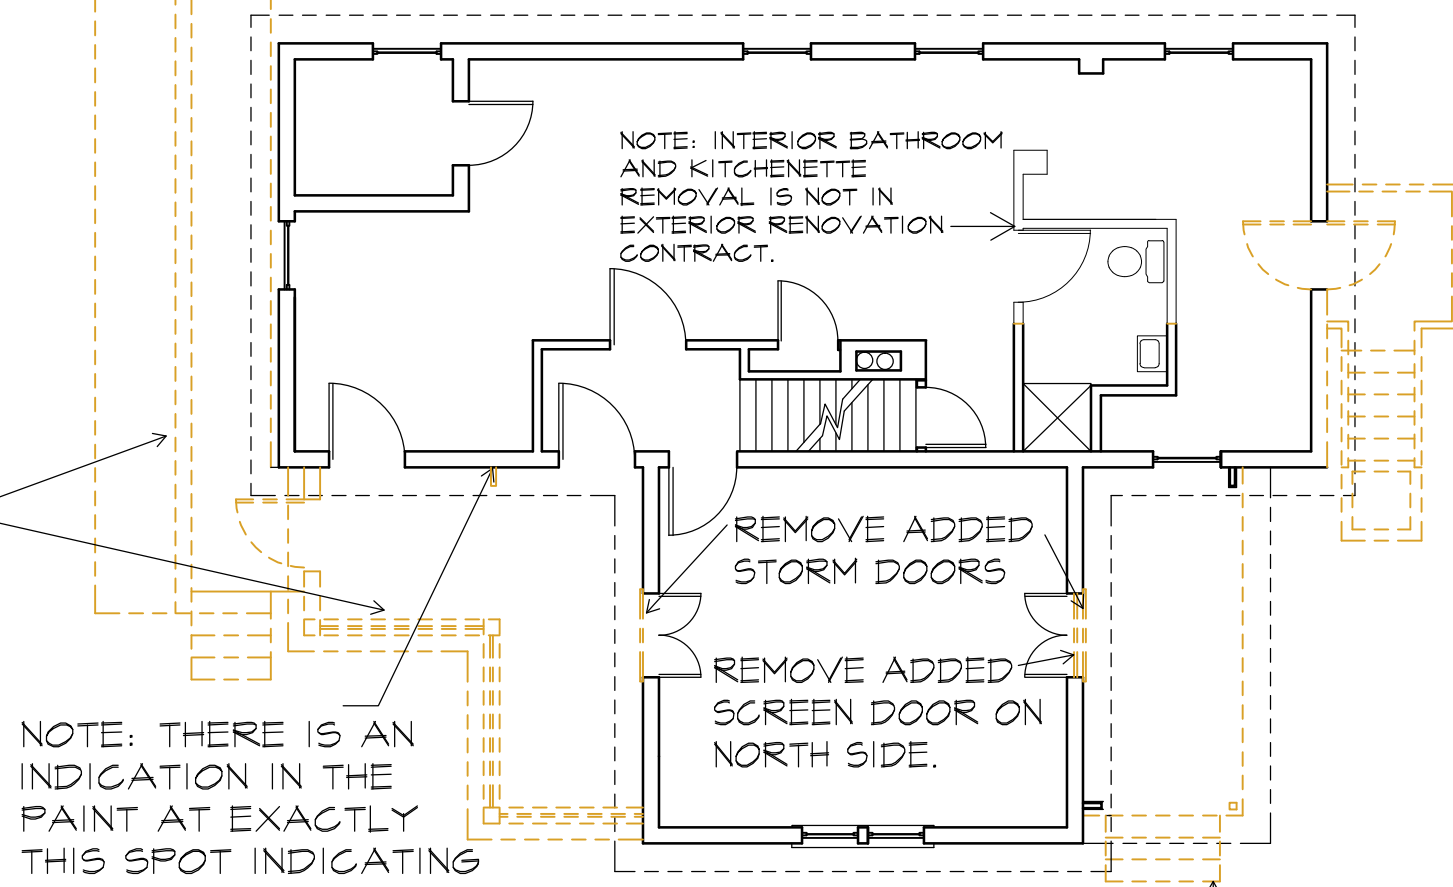 NOTE: INTERIOR BATHROOM
AND KITCHENETTE
REMOVAL IS NOT IN
EXTERIOR RENOVATION
CONTRACT.
REMOVE ADDED
STORM DOORS
REMOVE ADDED
SCREEN DOOR ON
NORTH SIDE.
NOTE: THERE IS AN
INDICATION IN THE
PAINT AT EXACTLY
THIS SPOT INDICATING